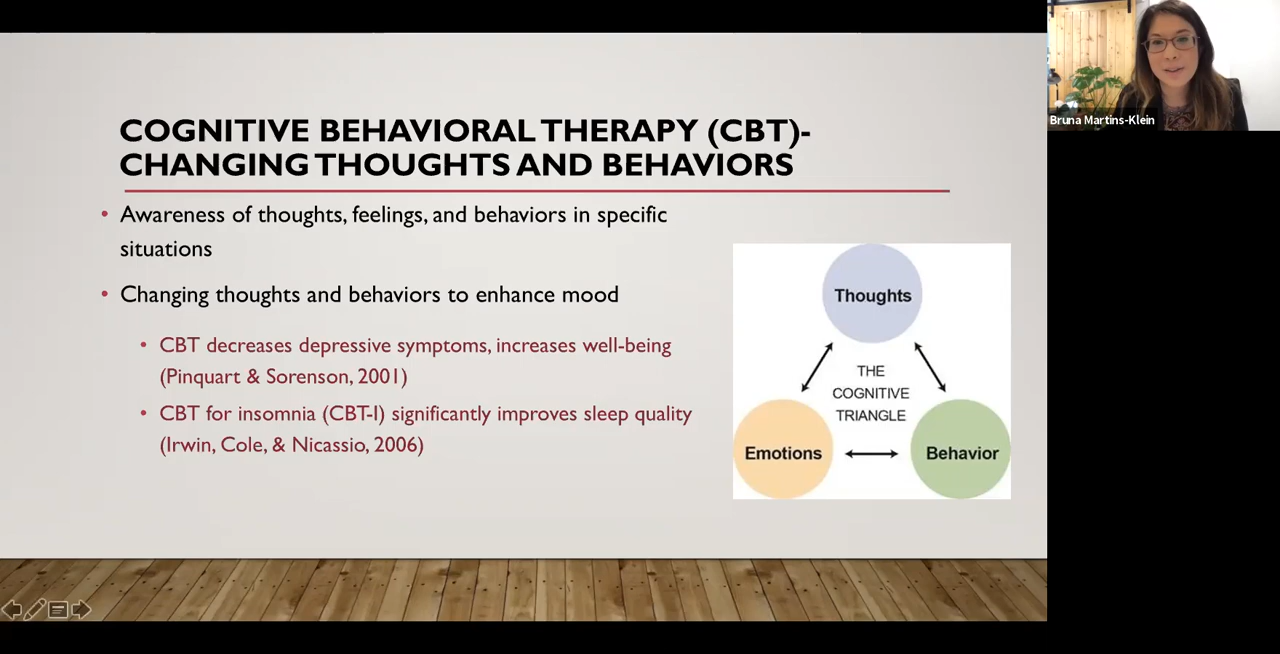 COGNITIVE BEHAVIORAL THERAPY (CBT)-
CHANGING THOUGHTS AND BEHAVIORS
• Awareness of thoughts, feelings, and behaviors in specific
situations
• Changing thoughts and behaviors to enhance mood
• CBT decreases depressive symptoms, increases well-being
(Pinquart & Sorenson, 2001)
• CBT for insomnia (CBT-I) significantly improves sleep quality
(Irwin, Cole, & Nicassio, 2006)
Thoughts
THE
COGNITIVE
TRIANGLE
Emotions
Behavior
Bruna Martins-Klein